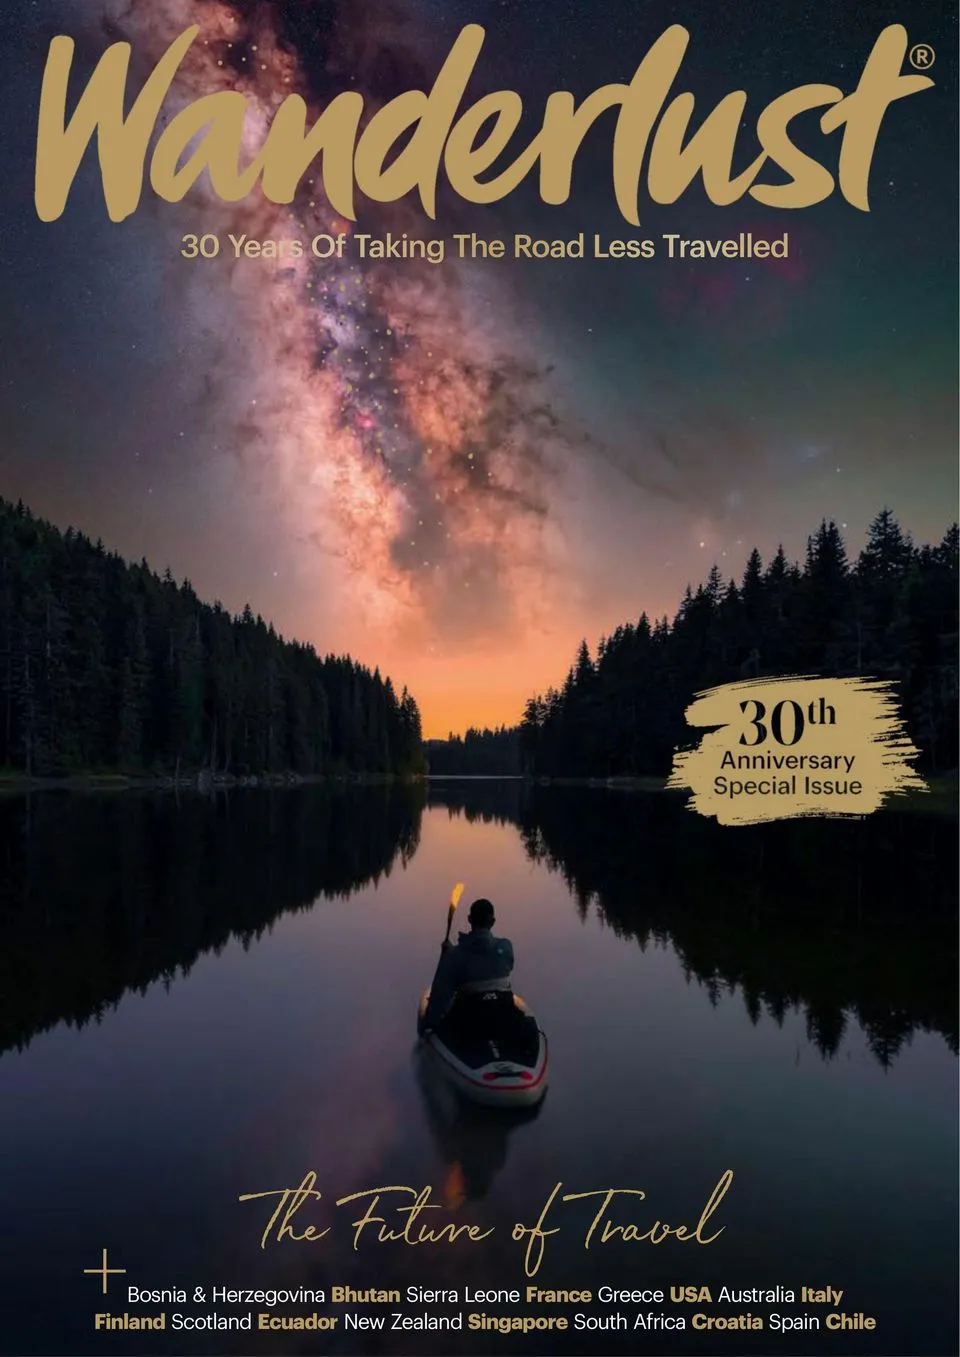 Wanderlust®
30 Years Of Taking The Road Less Travelled
30th
Anniversary
Special Issue
The Future of Travel
+
Bosnia & Herzegovina Bhutan Sierra Leone France Greece USA Australia Italy
Finland Scotland Ecuador New Zealand Singapore South Africa Croatia Spain Chile